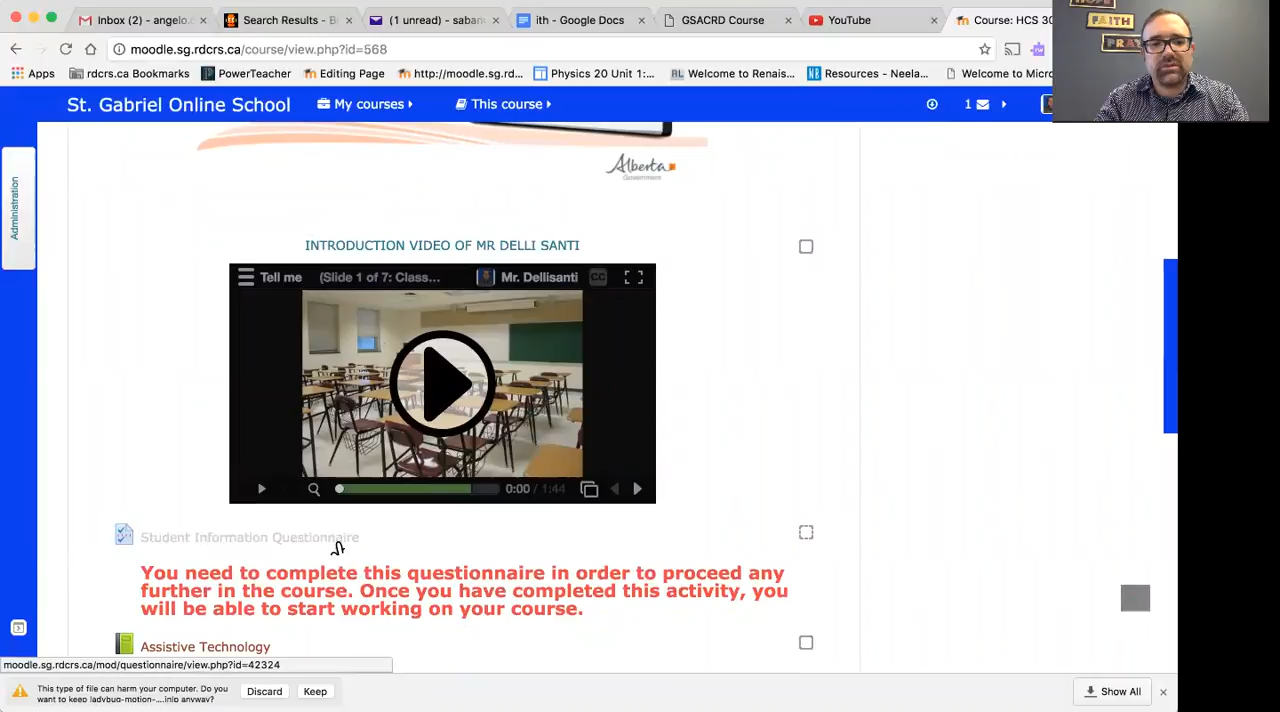 Inbox (2) - angelo.c
Search Results - B
(1 unread) - saban
ith - Google Docs
GSACRD Course
YouTube
Course: HCS 30
moodle.sg.rdcrs.ca/course/view.php?id=568
Apps
rdcrs.ca Bookmarks
PowerTeacher
Editing Page
http://moodle.sg.rd...
Physics 20 Unit 1:...
Welcome to Renais...
Resources - Neela...
Welcome to Micro
HOPE
FAITH
PRAY
St. Gabriel Online School
My courses
This course
1
Administration
Alberta
Government
INTRODUCTION VIDEO OF MR DELLI SANTI
Tell me
(Slide 1 of 7: Class...
Mr. Dellisanti
CC
0:00 / 1:44
Student Information Questionnaire
You need to complete this questionnaire in order to proceed any
further in the course. Once you have completed this activity, you
will be able to start working on your course.
Assistive Technology
moodle.sg.rdcrs.ca/mod/questionnaire/view.php?id=42324
This type of file can harm your computer. Do you
want to keep ladybug-motion-....info anyway?
Discard
Keep
Show All